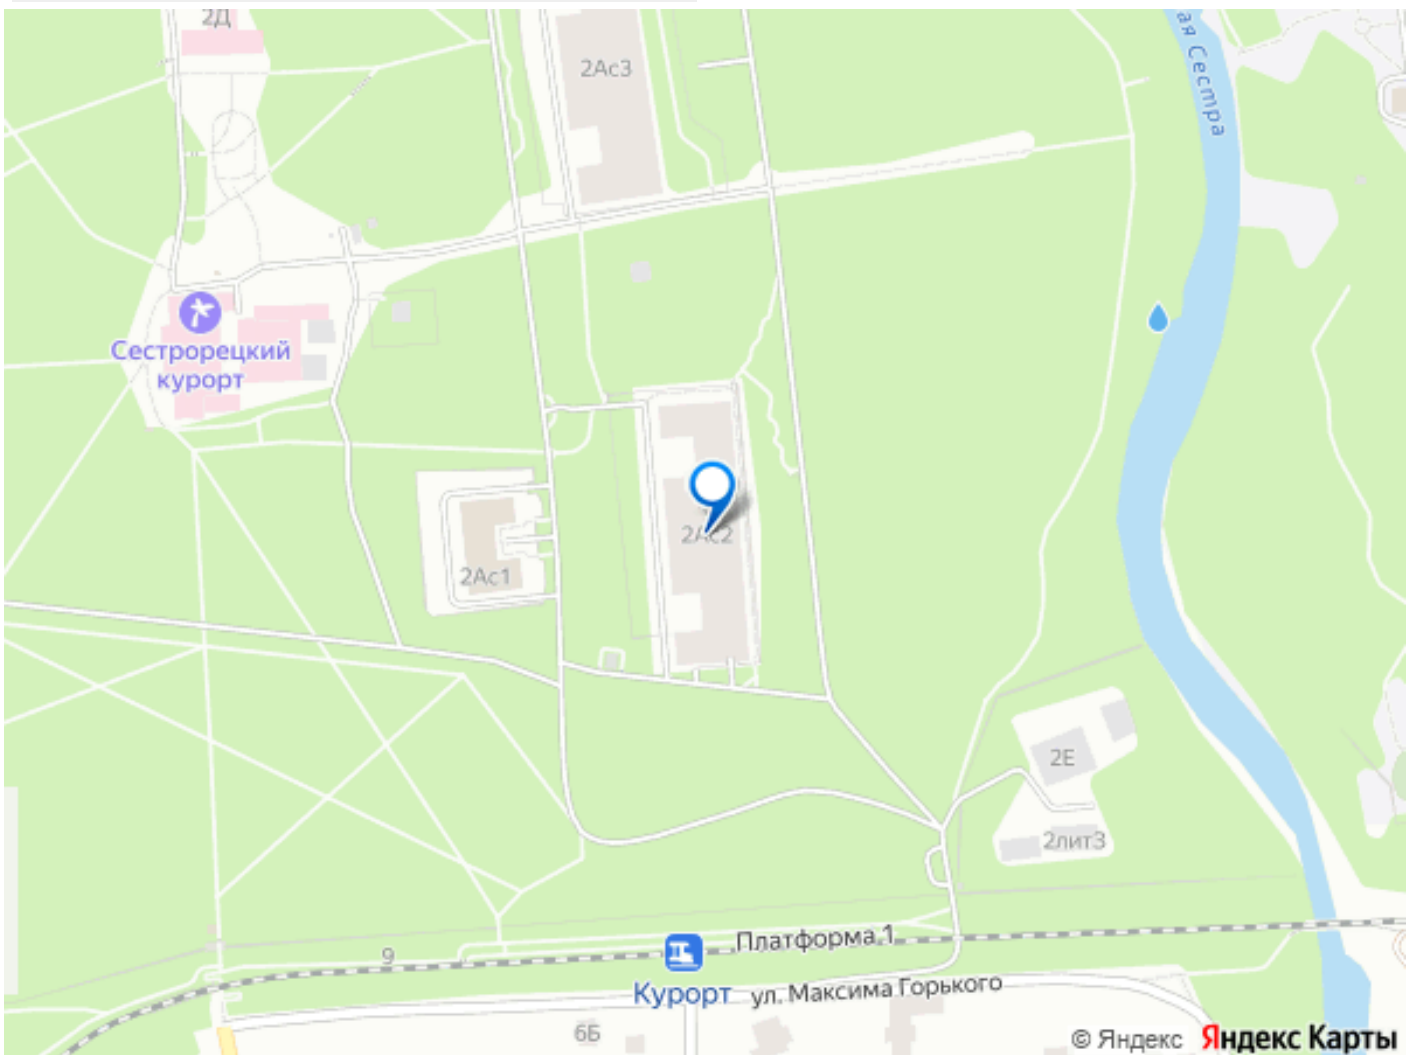 2Д
2Ас3
ая Сестра
Сестрорецкий
курорт
2Ас2
2Ас1
2Е
2лит3
Платформа 1
9
Курорт
ул. Максима Горького
6Б
© Яндекс Яндекс Карты